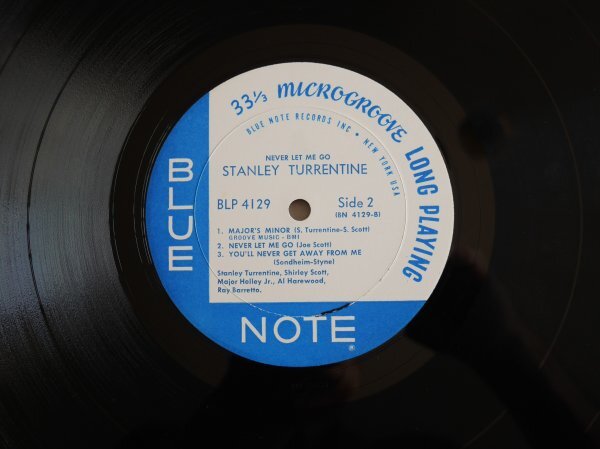 33⅓ MICROGROOVE LONG PLAYING
BLUE NOTE RECORDS INC • NEW YORK USA
NEVER LET ME GO
STANLEY TURRENTINE
BLP 4129 Side 2
(BN 4129-B)
1. MAJOR'S MINOR (S. Turrentine-S. Scott)
GROOVE MUSIC - BMI
2. NEVER LET ME GO (Joe Scott)
3. YOU'LL NEVER GET AWAY FROM ME
(Sondheim-Styne)
Stanley Turrentine, Shirley Scott,
Major Holley Jr., Al Harewood,
Ray Barretto.
BLUE
NOTE
®